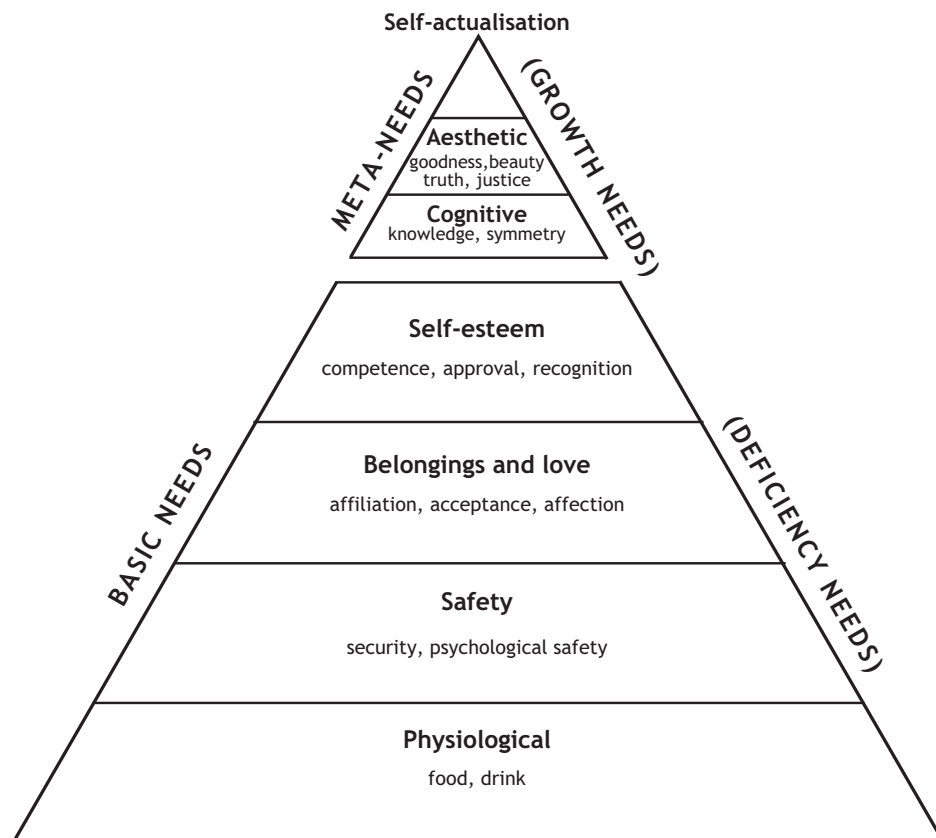 Self-actualisation
META-NEEDS
(GROWTH NEEDS)
Aesthetic
goodness,beauty
truth, justice
Cognitive
knowledge, symmetry
Self-esteem
competence, approval, recognition
BASIC NEEDS
(DEFICIENCY NEEDS)
Belongings and love
affiliation, acceptance, affection
Safety
security, psychological safety
Physiological
food, drink